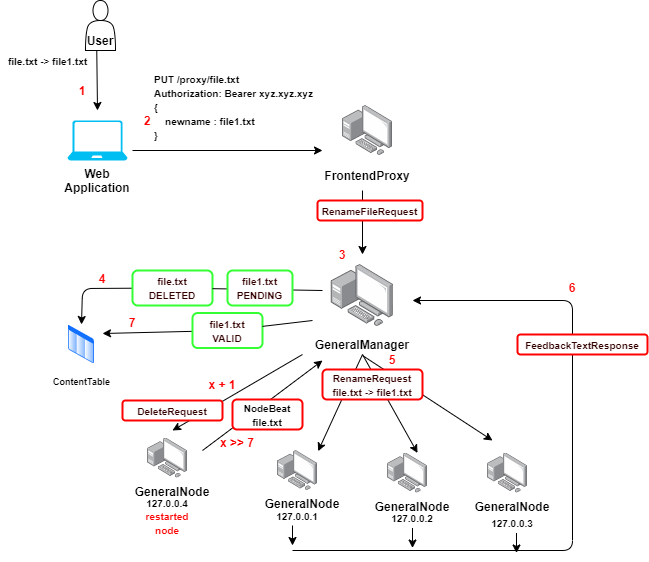 User
file.txt -> file1.txt
1
PUT /proxy/file.txt
Authorization: Bearer xyz.xyz.xyz
{
2
newname : file1.txt
}
Web
Application
FrontendProxy
RenameFileRequest
3
4
file.txt
DELETED
file1.txt
PENDING
6
7
file1.txt
VALID
ContentTable
GeneralManager
FeedbackTextResponse
5
x + 1
RenameRequest
file.txt -> file1.txt
DeleteRequest
NodeBeat
file.txt
x >> 7
GeneralNode
127.0.0.4
restarted
node
GeneralNode
127.0.0.1
GeneralNode
127.0.0.2
GeneralNode
127.0.0.3